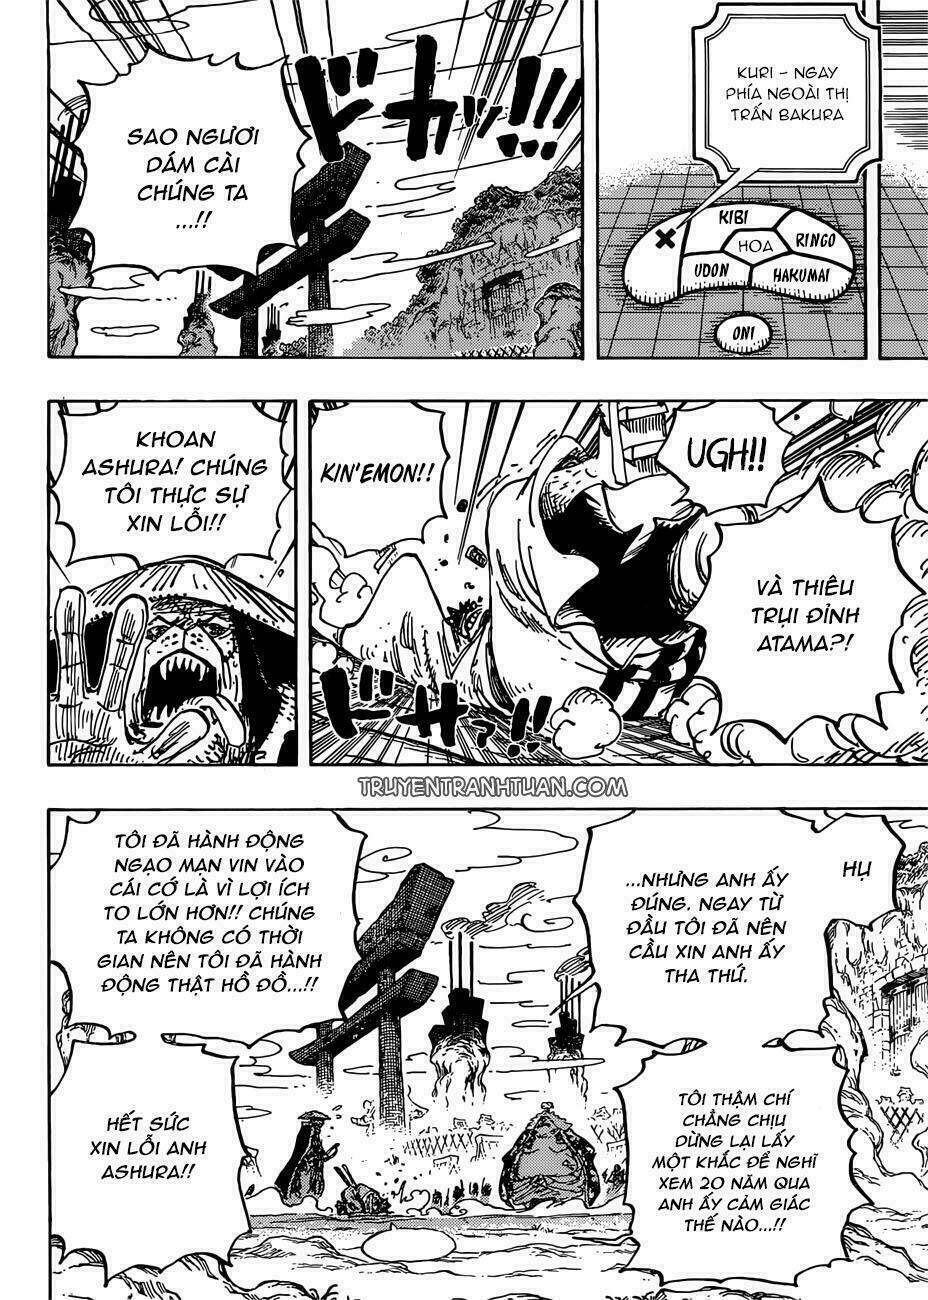 KURI - NGAY
PHÍA NGOÀI THỊ
TRẤN BAKURA
KIBI
HOA
RINGO
UDON
HAKUMAI
ONI
ドガッ!!!
SAO NGƯƠI
DÁM CÀI
CHÚNG TA
...!!
UGH!!
VÀ THIÊU
TRỤI ĐỈNH
ATAMA?!
KIN'EMON!!
KHOAN
ASHURA! CHÚNG
TÔI THỰC SỰ
XIN LỖI!!
TRUYENTRANHTUAN.COM
HỤ
...NHƯNG ANH ẤY
ĐÚNG. NGAY TỪ
ĐẦU TÔI ĐÃ NÊN
CẦU XIN ANH ẤY
THA THỨ.
TÔI THẬM CHÍ
CHẲNG CHỊU
DỪNG LẠI LẤY
MỘT KHẮC ĐỂ NGHĨ
XEM 20 NĂM QUA
ANH ẤY CẢM GIÁC
THẾ NÀO...!!
TÔI ĐÃ HÀNH ĐỘNG
NGẠO MẠN VIN VÀO
CÁI CỚ LÀ VÌ LỢI ÍCH
TO LỚN HƠN!! CHÚNG
TA KHÔNG CÓ THỜI
GIAN NÊN TÔI ĐÃ HÀNH
ĐỘNG THẬT HỒ ĐỒ...!!
HẾT SỨC
XIN LỖI ANH
ASHURA!!